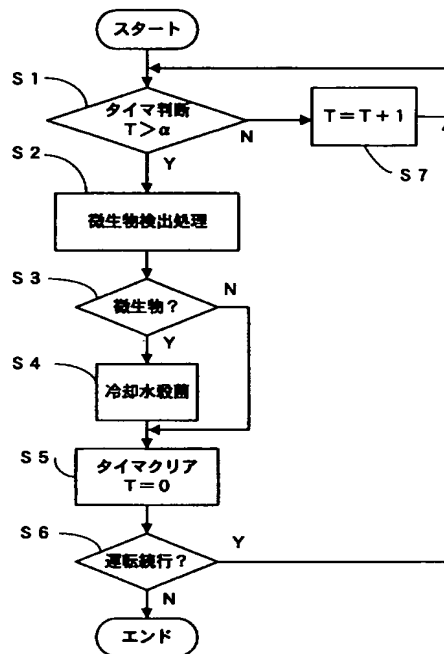 スタート
S1
タイマ判断
T>α
N
T=T+1
S7
Y
S2
微生物検出処理
S3
微生物?
N
Y
S4
冷却水殺菌
S5
タイマクリア
T=0
S6
運転続行?
Y
N
エンド